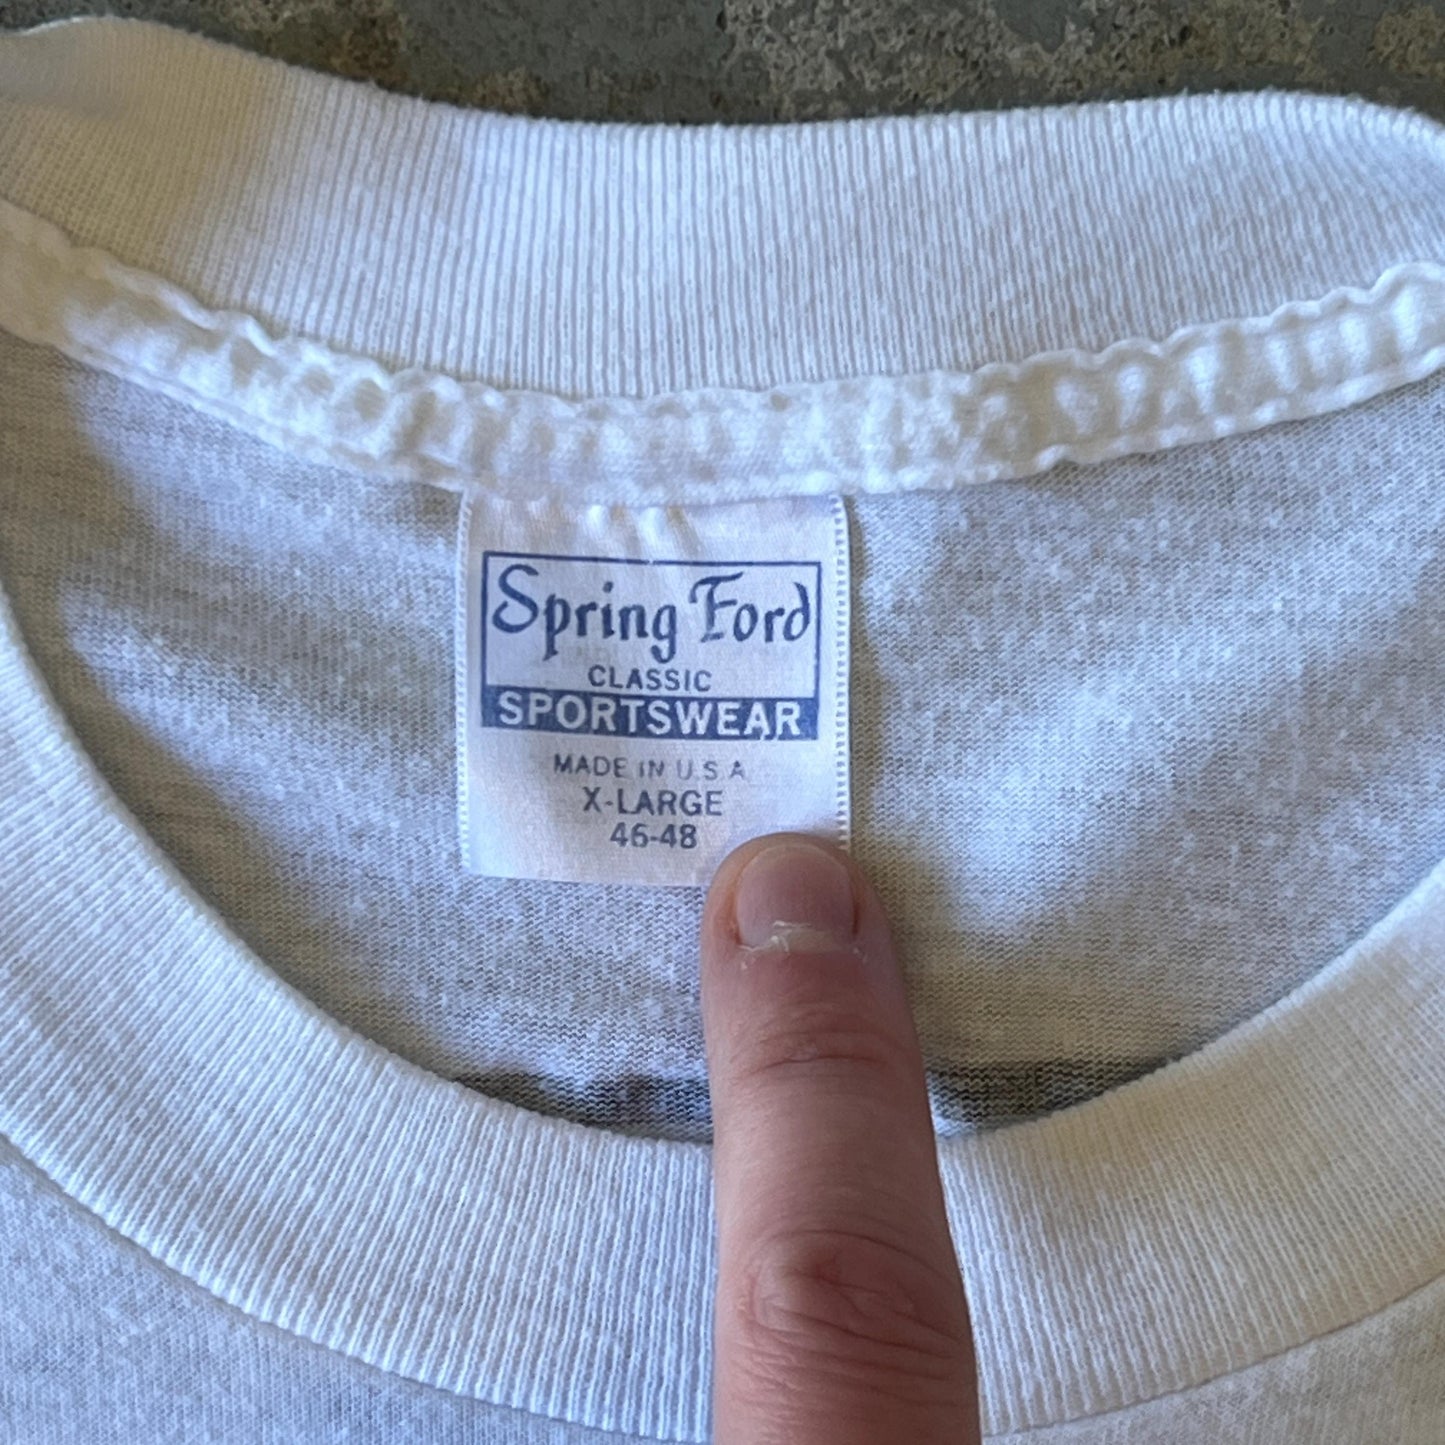 Spring Ford
CLASSIC
SPORTSWEAR
MADE IN U.S.A.
X-LARGE
46-48